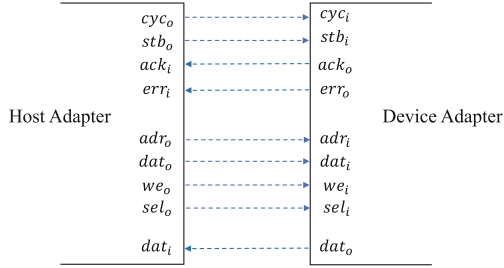 cyc_o cyc_i
stb_o stb_i
ack_i ack_o
err_i err_o
Host Adapter Device Adapter
adr_o adr_i
dat_o dat_i
we_o we_i
sel_o sel_i
dat_i dat_o